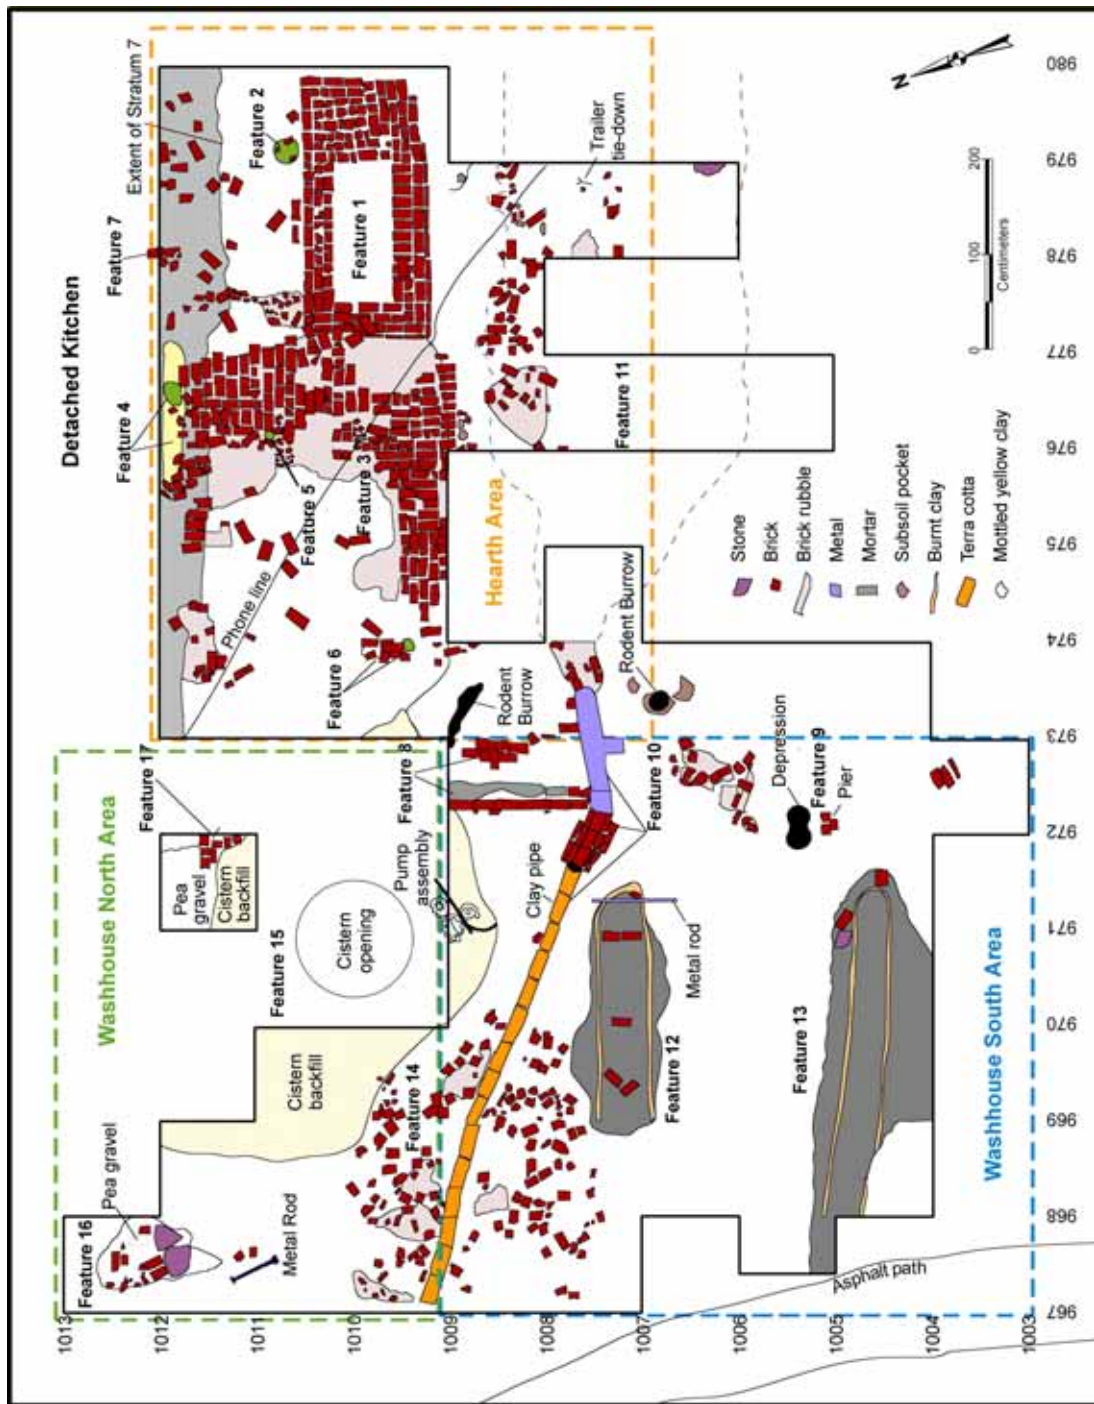 Detached Kitchen
Extent of Stratum 7
Feature 7
Feature 2
Feature 1
Feature 4
Feature 5
Feature 3
Phone line
Feature 6
Hearth Area
Feature 11
Trailer
tie-down
N
0
100
200
Centimeters
Stone
Brick
Brick rubble
Metal
Mortar
Subsoil pocket
Burnt clay
Terra cotta
Mottled yellow clay
Rodent Burrow
Rodent
Burrow
Washhouse North Area
Feature 17
Pea
gravel
Cistern
backfill
Feature 15
Cistern
opening
Pump
assembly
Feature 8
Feature 10
Clay pipe
Depression
Feature 9
Pier
Metal rod
Feature 12
Feature 13
Washhouse South Area
Cistern
backfill
Feature 14
Pea gravel
Feature 16
Metal Rod
Asphalt path
1013
1012
1011
1010
1009
1008
1007
1006
1005
1004
1003
967
968
969
970
971
972
973
974
975
976
977
978
979
980